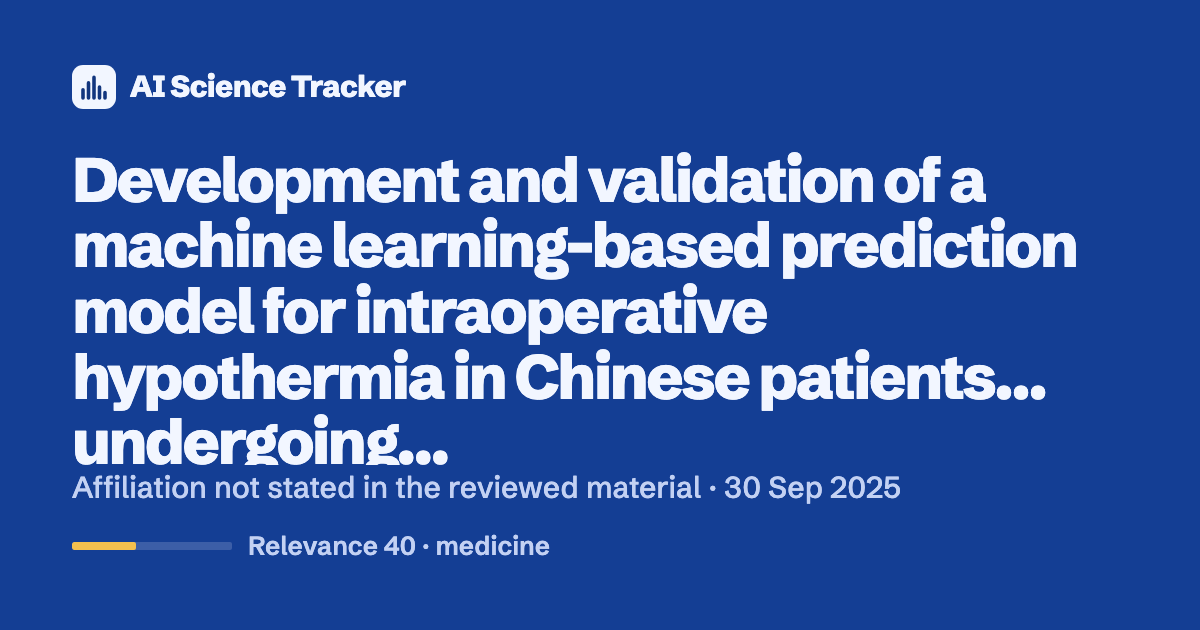 AI Science Tracker
Development and validation of a
machine learning-based prediction
model for intraoperative
hypothermia in Chinese patients…
undergoing…
Affiliation not stated in the reviewed material · 30 Sep 2025
Relevance 40 · medicine